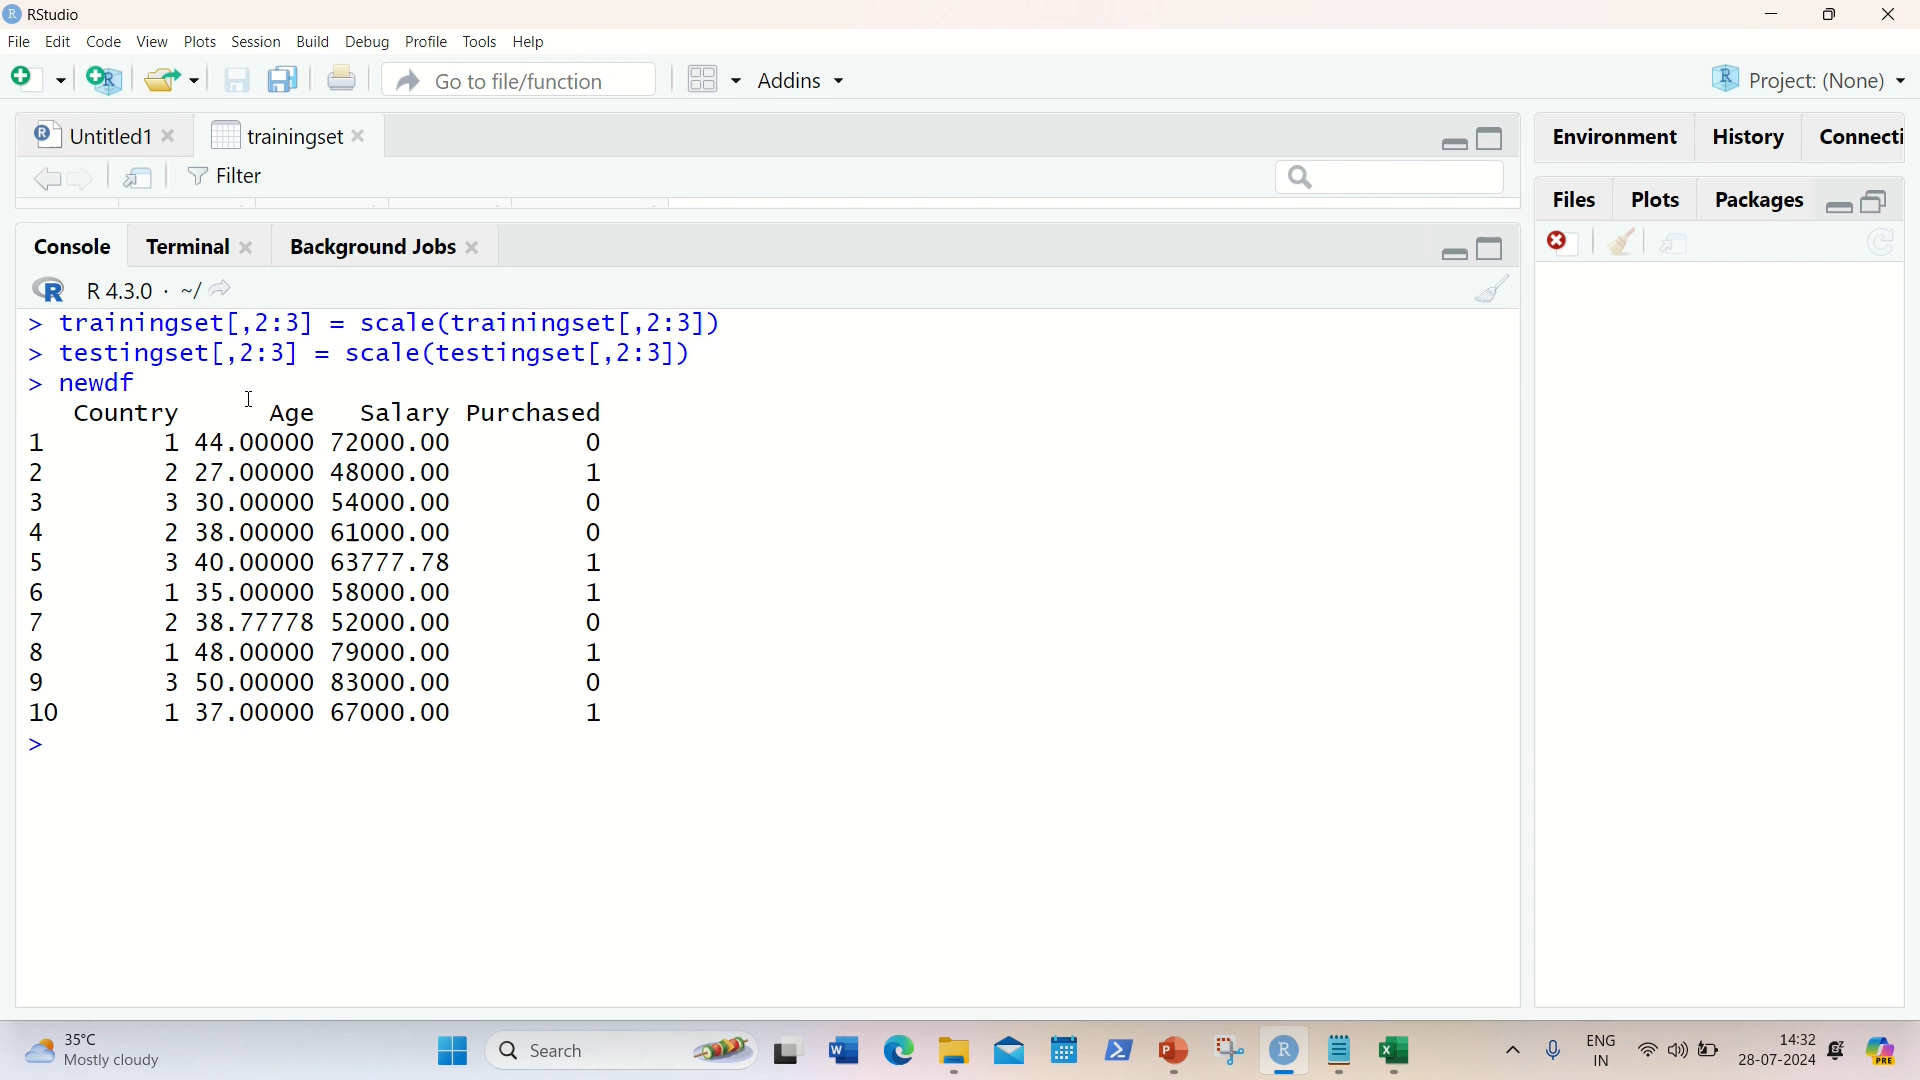 RStudio
File Edit Code View Plots Session Build Debug Profile Tools Help
Go to file/function Addins Project: (None)
Untitled1 trainingset
Filter
Environment History Connecti
Files Plots Packages
Console Terminal Background Jobs
R 4.3.0 · ~/
> trainingset[,2:3] = scale(trainingset[,2:3])
> testingset[,2:3] = scale(testingset[,2:3])
> newdf
Country Age Salary Purchased
1 1 44.00000 72000.00 0
2 2 27.00000 48000.00 1
3 3 30.00000 54000.00 0
4 2 38.00000 61000.00 0
5 3 40.00000 63777.78 1
6 1 35.00000 58000.00 1
7 2 38.77778 52000.00 0
8 1 48.00000 79000.00 1
9 3 50.00000 83000.00 0
10 1 37.00000 67000.00 1
>
35°C
Mostly cloudy
Search
ENG
IN
14:32
28-07-2024
PRE